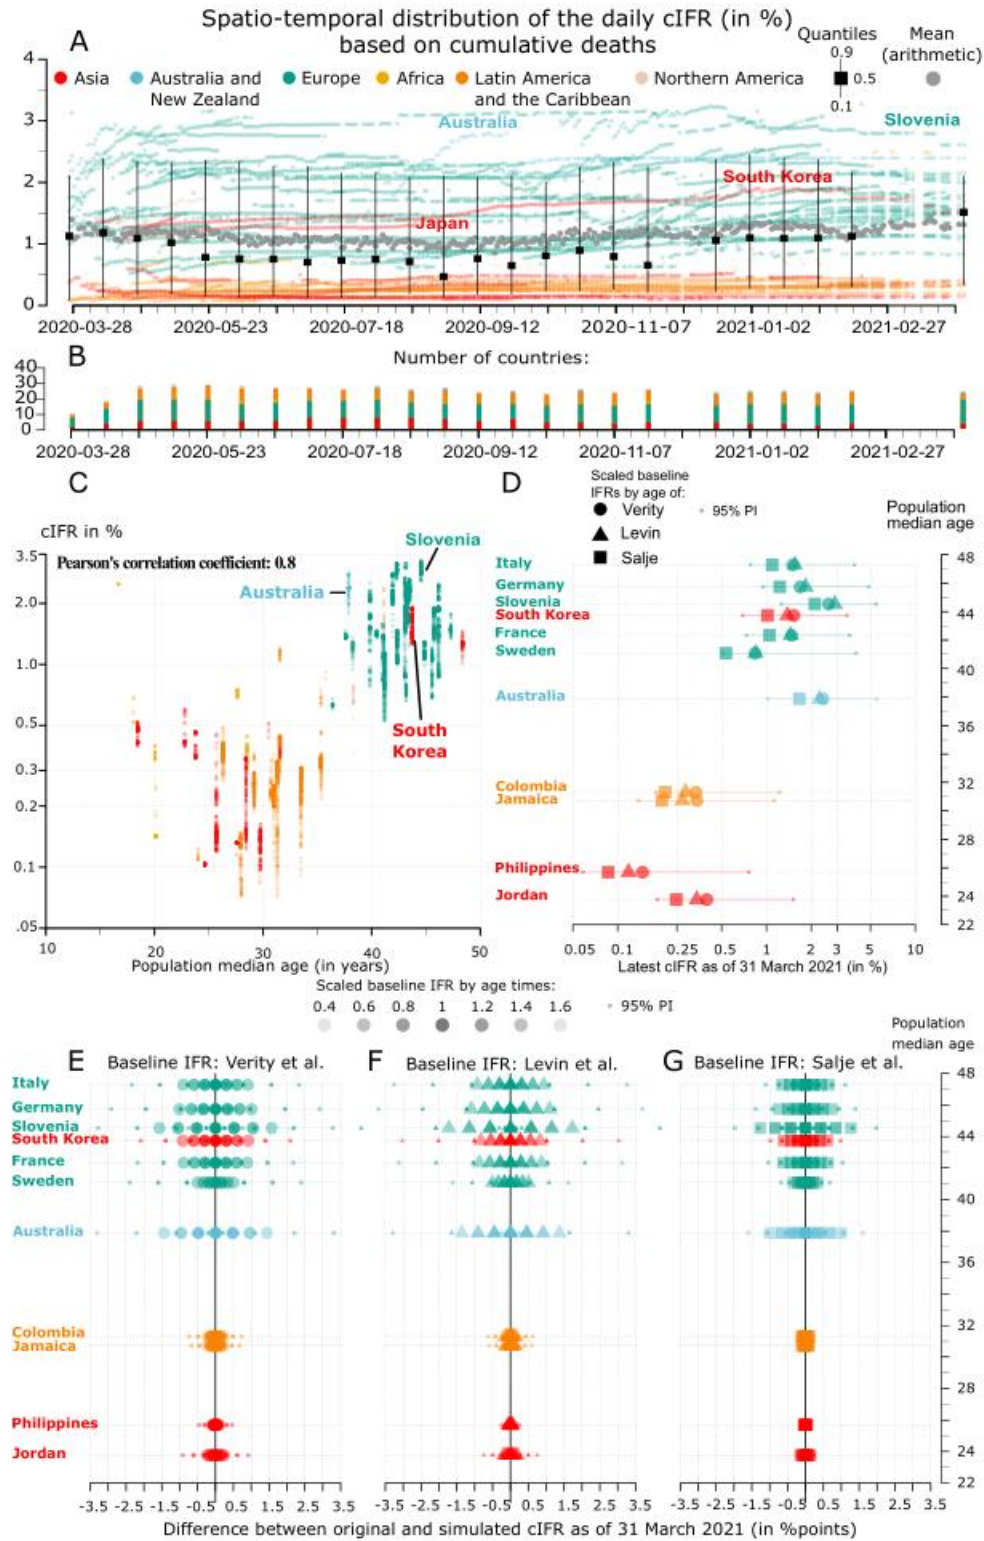 Spatio-temporal distribution of the daily cIFR (in %)
based on cumulative deaths
A
Quantiles
Mean
(arithmetic)
0.9
0.5
0.1
Asia
Australia and
New Zealand
Europe
Africa
Latin America
and the Caribbean
Northern America
4
3
2
1
0
Australia
Slovenia
South Korea
Japan
2020-03-28 2020-05-23 2020-07-18 2020-09-12 2020-11-07 2021-01-02 2021-02-27
B
Number of countries:
40
30
20
10
0
2020-03-28 2020-05-23 2020-07-18 2020-09-12 2020-11-07 2021-01-02 2021-02-27
C
cIFR in %
Pearson's correlation coefficient: 0.8
Slovenia
Australia
South
Korea
3.5
2.0
1.0
0.5
0.3
0.2
0.1
.05
10 20 30 40 50
Population median age (in years)
D
Scaled baseline
IFRs by age of:
Verity
Levin
Salje
95% PI
Population
median age
Italy
Germany
Slovenia
South Korea
France
Sweden
Australia
Colombia
Jamaica
Philippines
Jordan
48
44
40
36
32
28
24
22
0.05 0.1 0.25 0.5 1 2 3 5 10
Latest cIFR as of 31 March 2021 (in %)
Scaled baseline IFR by age times:
0.4 0.6 0.8 1 1.2 1.4 1.6
95% PI
Population
median age
E Baseline IFR: Verity et al.
F Baseline IFR: Levin et al.
G Baseline IFR: Salje et al.
Italy
Germany
Slovenia
South Korea
France
Sweden
Australia
Colombia
Jamaica
Philippines
Jordan
48
44
40
36
32
28
24
22
-3.5 -2.5 -1.5 -0.5 0.5 1.5 2.5 3.5
-3.5 -2.5 -1.5 -0.5 0.5 1.5 2.5 3.5
-3.5 -2.5 -1.5 -.5 0.5 1.5 2.5 3.5
Difference between original and simulated cIFR as of 31 March 2021 (in %points)